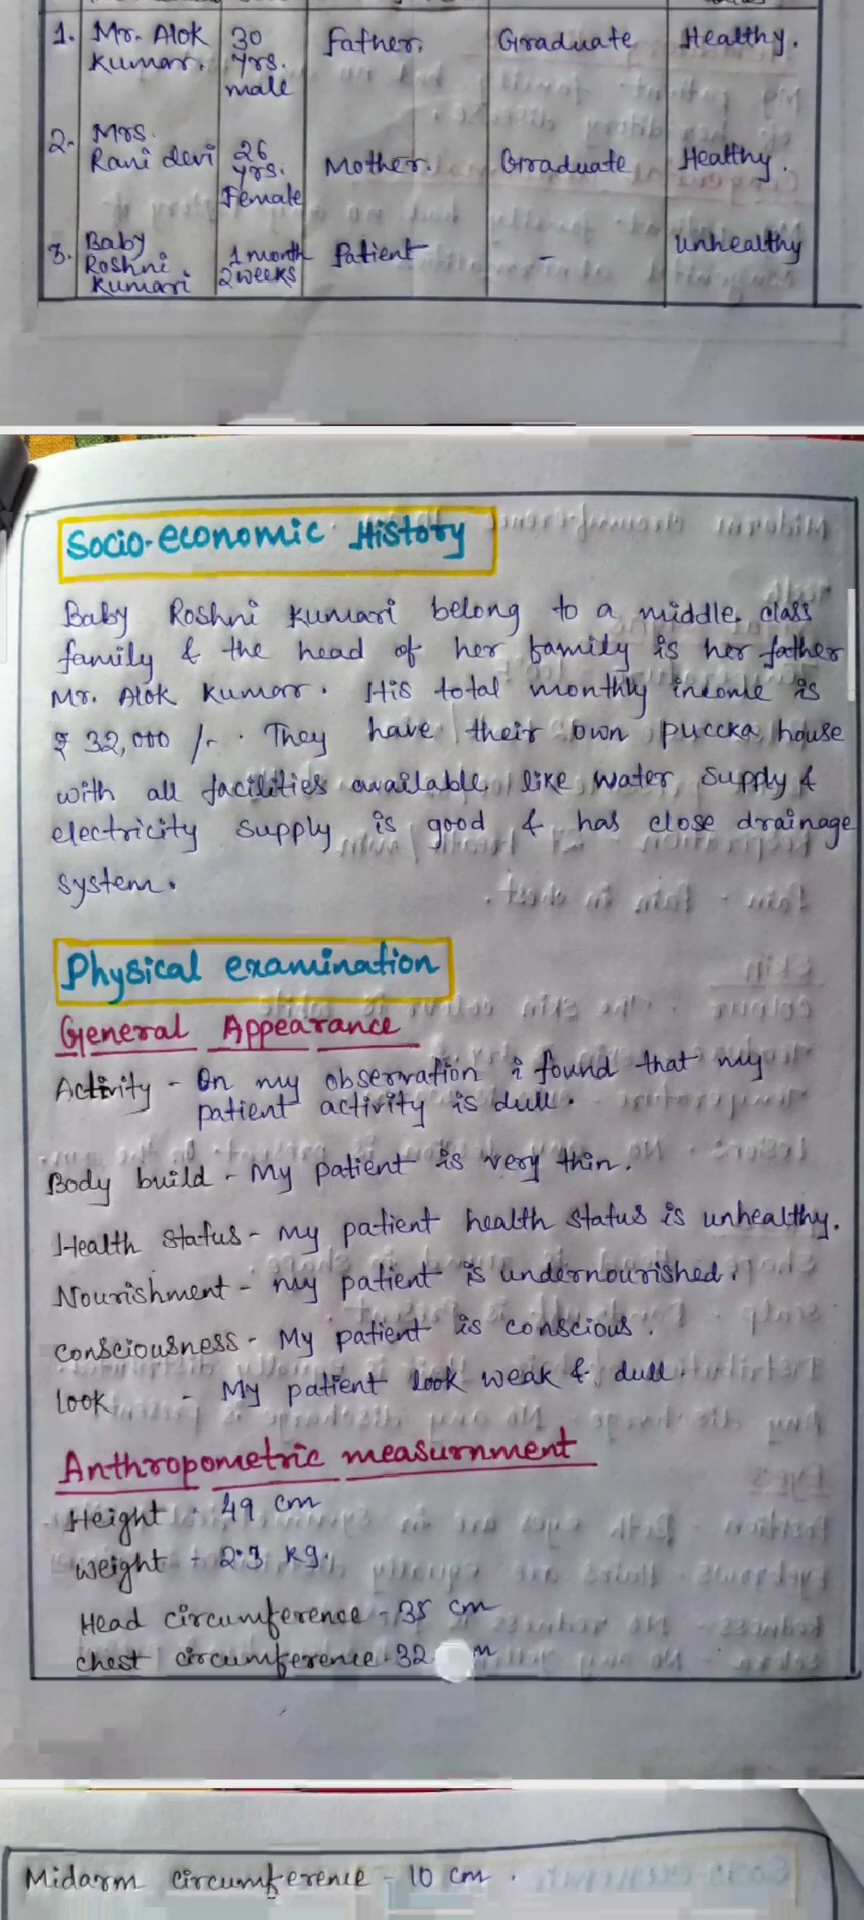 1. Mr. Alok Kumar. 30 yrs. male Father. Graduate Healthy.
2. Mrs. Rani devi 26 yrs. Female Mother. Graduate Healthy.
3. Baby Roshni Kumari 1 month 2 weeks Patient - unhealthy
Socio-economic History
Baby Roshni Kumari belong to a middle class
family & the head of her family is her father
Mr. Alok Kumar. His total monthly income is
₹ 32,000 /-. They have their own puccka house
with all facilities available like water supply &
electricity supply is good & has close drainage
system.
Physical examination
General Appearance
Activity - On my observation i found that my
patient activity is dull.
Body build - My patient is very thin.
Health status - my patient health status is unhealthy.
Nourishment - my patient is undernourished.
consciousness - My patient is conscious.
look - My patient look weak & dull.
Anthropometric measurnment
Height - 49 cm
weight - 2.3 kg.
Head circumference - 35 cm
chest circumference - 32 m
Midarm circumference - 10 cm.